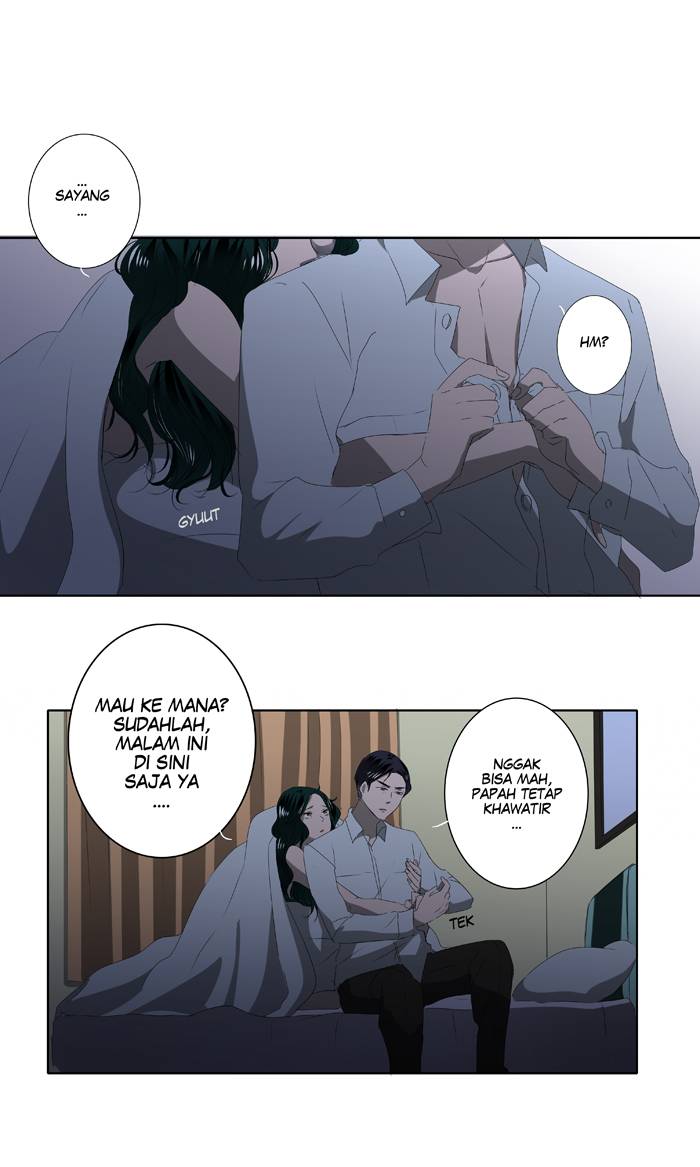 ...
SAYANG
...
HM?
GYUUT
MAU KE MANA?
SUDAHLAH,
MALAM INI
DI SINI
SAJA YA
....
NGGAK
BISA MAH,
PAPAH TETAP
KHAWATIR
...
TEK